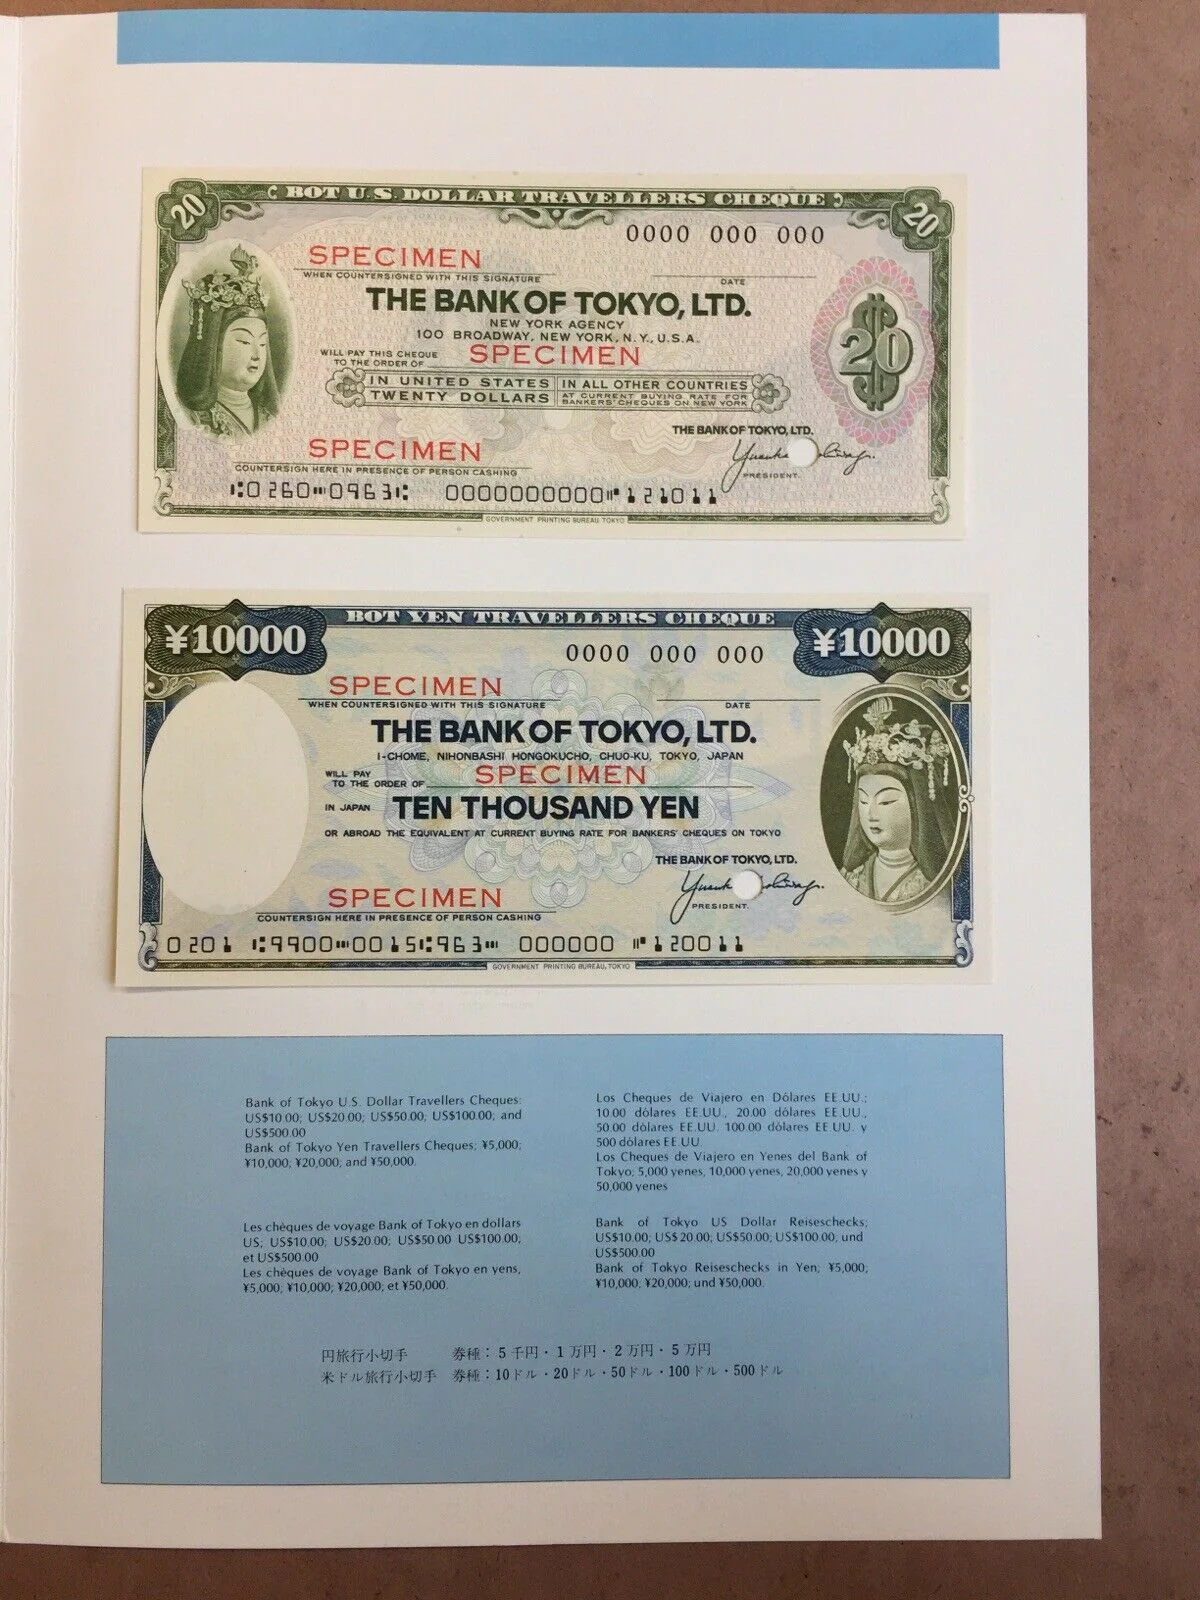 BOT U.S. DOLLAR TRAVELLERS CHEQUE
20
20
0000 000 000
SPECIMEN
WHEN COUNTERSIGNED WITH THIS SIGNATURE
DATE
THE BANK OF TOKYO, LTD.
NEW YORK AGENCY
100 BROADWAY, NEW YORK, N.Y., U.S.A.
WILL PAY THIS CHEQUE
TO THE ORDER OF
SPECIMEN
$20
IN UNITED STATES
TWENTY DOLLARS
IN ALL OTHER COUNTRIES
AT CURRENT BUYING RATE FOR
BANKERS' CHEQUES ON NEW YORK
THE BANK OF TOKYO, LTD.
SPECIMEN
COUNTERSIGN HERE IN PRESENCE OF PERSON CASHING
PRESIDENT.
⑆0260⑉0963⑆ 0000000000⑈121011
GOVERNMENT PRINTING BUREAU TOKYO
BOT YEN TRAVELLERS CHEQUE
¥10000
¥10000
0000 000 000
SPECIMEN
WHEN COUNTERSIGNED WITH THIS SIGNATURE
DATE
THE BANK OF TOKYO, LTD.
1-CHOME, NIHONBASHI HONGOKUCHO, CHUO-KU, TOKYO, JAPAN
WILL PAY
TO THE ORDER OF
SPECIMEN
IN JAPAN TEN THOUSAND YEN
OR ABROAD THE EQUIVALENT AT CURRENT BUYING RATE FOR BANKERS' CHEQUES ON TOKYO
THE BANK OF TOKYO, LTD.
SPECIMEN
COUNTERSIGN HERE IN PRESENCE OF PERSON CASHING
PRESIDENT.
0201 ⑆9900⑉0015⑆963⑉ 000000 ⑈120011
GOVERNMENT PRINTING BUREAU, TOKYO
Bank of Tokyo U.S. Dollar Travellers Cheques:
US$10.00; US$20.00; US$50.00; US$100.00; and
US$500.00
Bank of Tokyo Yen Travellers Cheques; ¥5,000;
¥10,000; ¥20,000; and ¥50,000.
Los Cheques de Viajero en Dólares EE.UU.;
10.00 dólares EE.UU., 20.00 dólares EE.UU.;
50.00 dólares EE.UU. 100.00 dólares EE.UU. y
500 dólares EE.UU.
Los Cheques de Viajero en Yenes del Bank of
Tokyo; 5,000 yenes, 10,000 yenes, 20,000 yenes y
50,000 yenes
Les chèques de voyage Bank of Tokyo en dollars
US; US$10.00; US$20.00; US$50.00 US$100.00;
et US$500.00
Les chèques de voyage Bank of Tokyo en yens,
¥5,000; ¥10,000; ¥20,000; et ¥50,000.
Bank of Tokyo US Dollar Reiseschecks;
US$10.00; US$ 20.00; US$50.00; US$100.00; und
US$500.00
Bank of Tokyo Reiseschecks in Yen; ¥5,000;
¥10,000; ¥20,000; und ¥50,000.
円旅行小切手 券種：5千円・1万円・2万円・5万円
米ドル旅行小切手 券種：10ドル・20ドル・50ドル・100ドル・500ドル